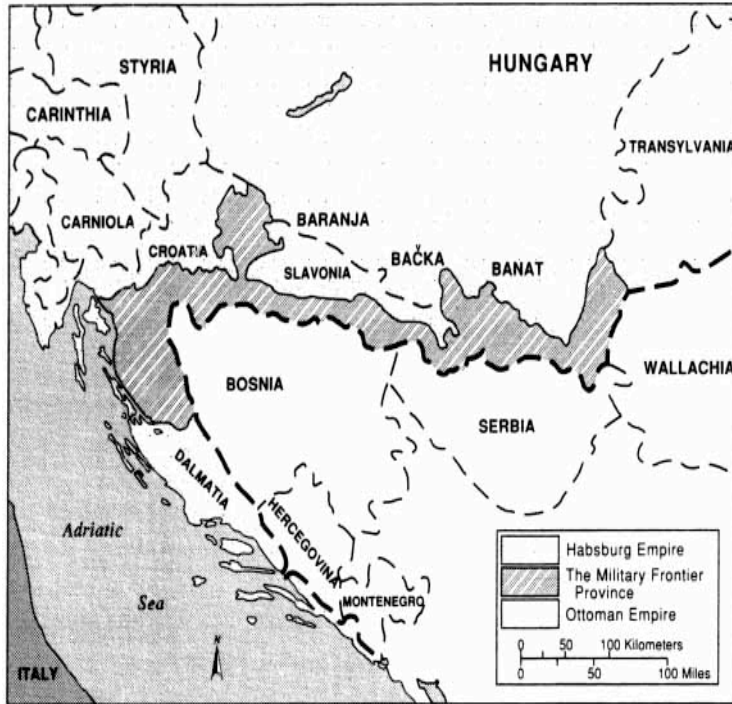 STYRIA
HUNGARY
CARINTHIA
TRANSYLVANIA
CARNIOLA
BARANJA
CROATIA
SLAVONIA
BAČKA
BANAT
BOSNIA
WALLACHIA
SERBIA
DALMATIA
HERCEGOVINA
Adriatic
Sea
MONTENEGRO
ITALY
N
Habsburg Empire
The Military Frontier
Province
Ottoman Empire
0 50 100 Kilometers
0 50 100 Miles